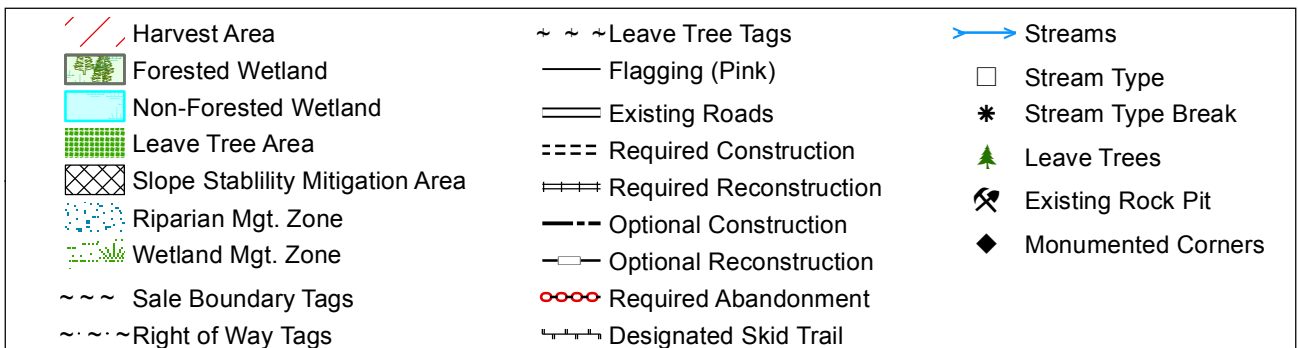 Harvest Area
Forested Wetland
Non-Forested Wetland
Leave Tree Area
Slope Stablility Mitigation Area
Riparian Mgt. Zone
Wetland Mgt. Zone
Sale Boundary Tags
Right of Way Tags
Leave Tree Tags
Flagging (Pink)
Existing Roads
Required Construction
Required Reconstruction
Optional Construction
Optional Reconstruction
Required Abandonment
Designated Skid Trail
Streams
Stream Type
Stream Type Break
Leave Trees
Existing Rock Pit
Monumented Corners